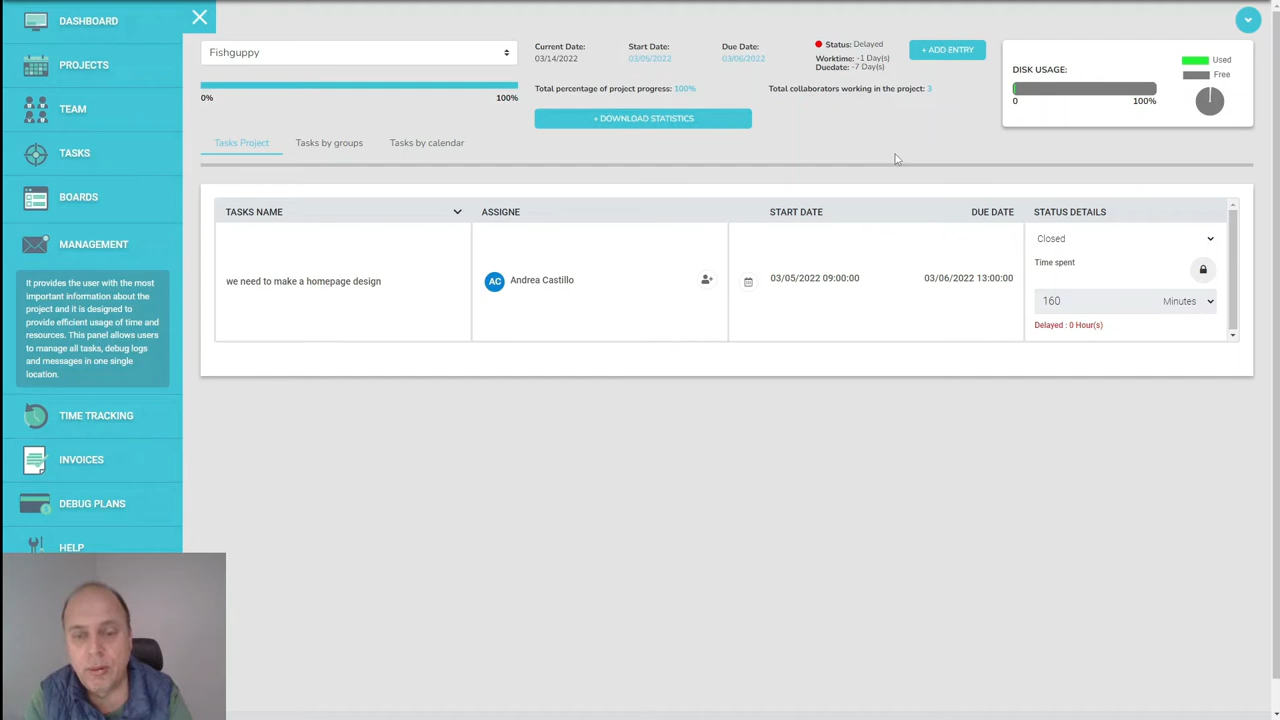 DASHBOARD
PROJECTS
TEAM
TASKS
BOARDS
MANAGEMENT
It provides the user with the most
important information about the
project and it is designed to
provide efficient usage of time and
resources. This panel allows users
to manage all tasks, debug logs
and messages in one single
location.
TIME TRACKING
INVOICES
DEBUG PLANS
HELP
Fishguppy
0% 100%
Current Date: Start Date: Due Date:
03/14/2022 03/05/2022 03/06/2022
Status: Delayed
Worktime: -1 Day(s)
Duedate: -7 Day(s)
+ ADD ENTRY
Total percentage of project progress: 100%
Total collaborators working in the project: 3
+ DOWNLOAD STATISTICS
DISK USAGE:
0 100%
Used
Free
Tasks Project Tasks by groups Tasks by calendar
TASKS NAME ASSIGNE START DATE DUE DATE STATUS DETAILS
we need to make a homepage design
AC Andrea Castillo
03/05/2022 09:00:00 03/06/2022 13:00:00
Closed
Time spent
160 Minutes
Delayed : 0 Hour(s)